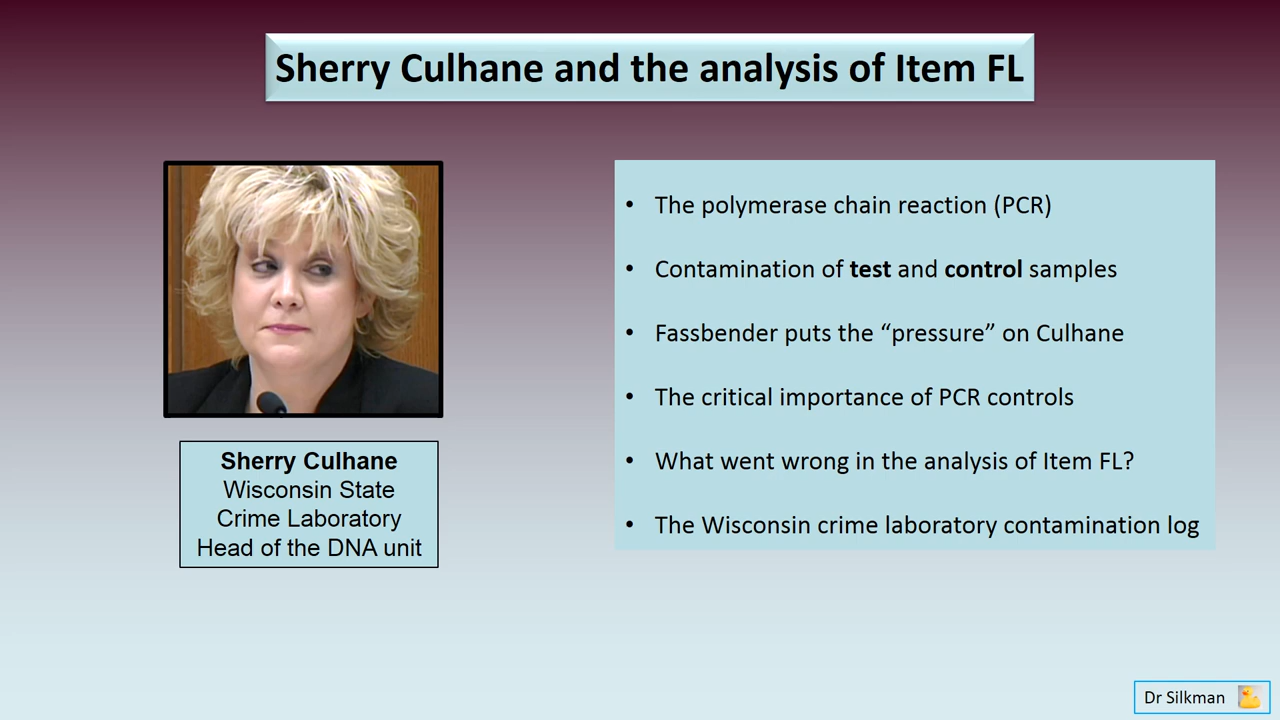 Sherry Culhane and the analysis of Item FL
• The polymerase chain reaction (PCR)
• Contamination of test and control samples
• Fassbender puts the “pressure” on Culhane
• The critical importance of PCR controls
• What went wrong in the analysis of Item FL?
• The Wisconsin crime laboratory contamination log
Sherry Culhane
Wisconsin State
Crime Laboratory
Head of the DNA unit
Dr Silkman